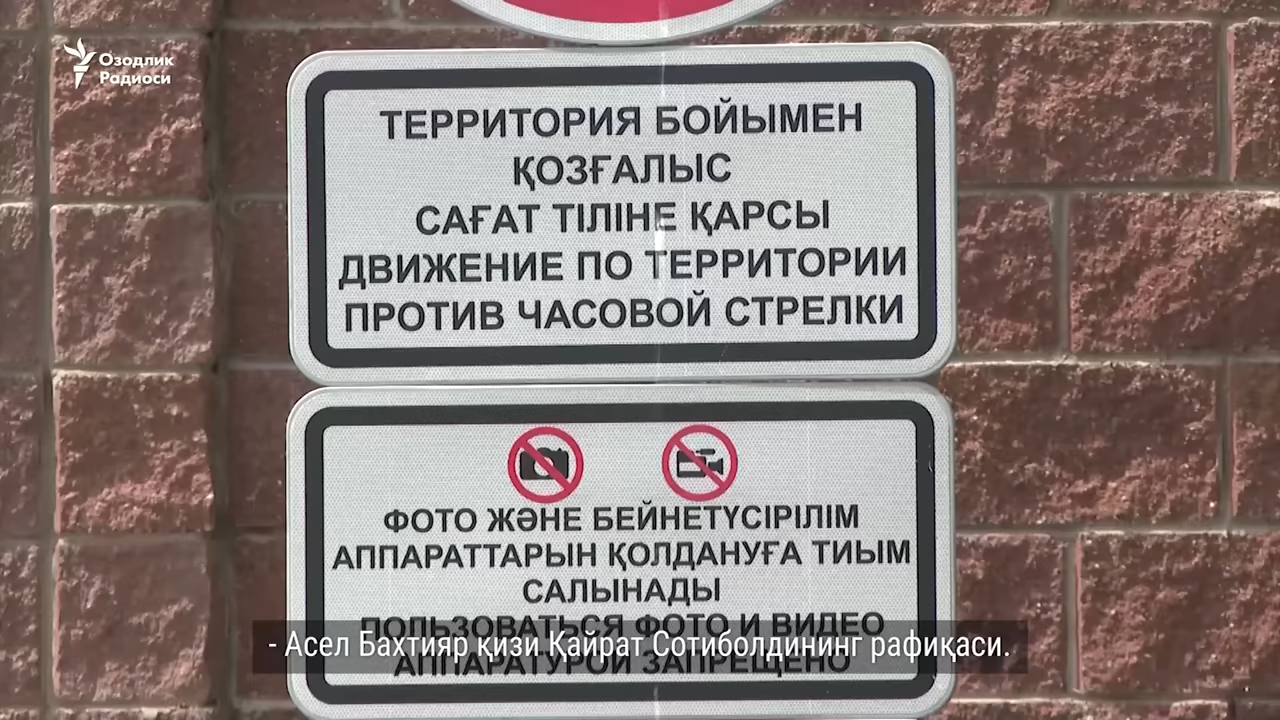 Озодлик
Радиоси
ТЕРРИТОРИЯ БОЙЫМЕН
ҚОЗҒАЛЫС
САҒАТ ТІЛІНЕ ҚАРСЫ
ДВИЖЕНИЕ ПО ТЕРРИТОРИИ
ПРОТИВ ЧАСОВОЙ СТРЕЛКИ
ФОТО ЖӘНЕ БЕЙНЕТҮСІРІЛІМ
АППАРАТТАРЫН ҚОЛДАНУҒА ТИЫМ
САЛЫНАДЫ
ПОЛЬЗОВАТЬСЯ ФОТО И ВИДЕО
- Асел Бахтияр қизи Қайрат Сотиболдининг рафиқаси.
АППАРАТУРОЙ ЗАПРЕЩЕНО